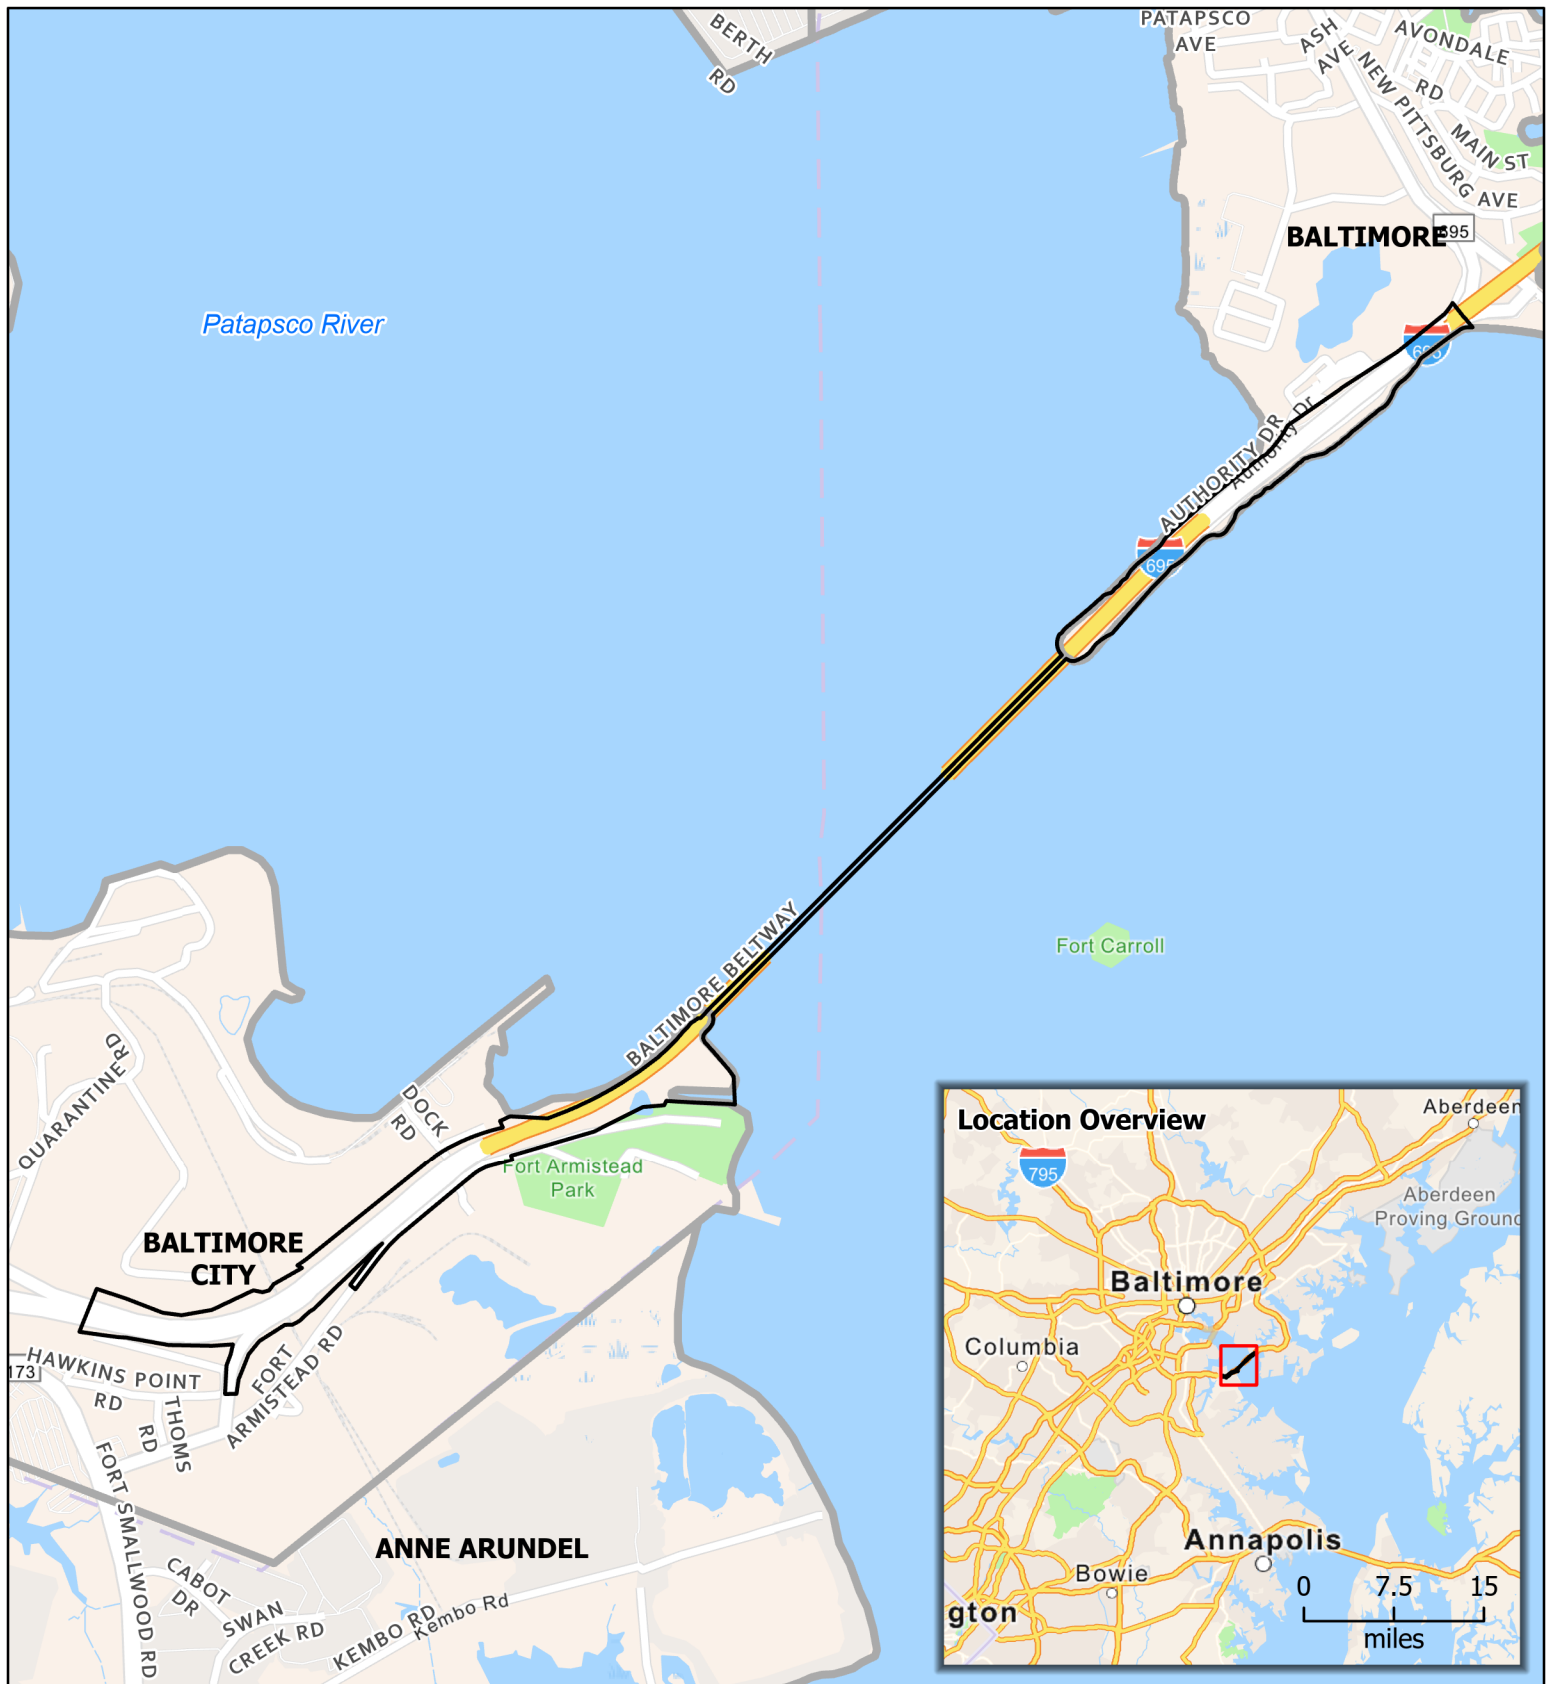 BERTH
RD
PATAPSCO
AVE
ASH
AVE
AVONDALE
RD
NEW PITTSBURG AVE
MAIN ST
BALTIMORE
695
Patapsco River
695
AUTHORITY DR
Authority Dr
695
BALTIMORE BELTWAY
Fort Carroll
QUARANTINE
RD
DOCK
RD
Fort Armistead
Park
BALTIMORE
CITY
HAWKINS POINT
RD
173
THOMS
RD
FORT
ARMISTEAD RD
FORT SMALLWOOD RD
ANNE ARUNDEL
CABOT
DR
SWAN
CREEK RD
KEMBO RD
Kembo Rd
Location Overview
Aberdeen
795
Aberdeen
Proving Ground
Baltimore
Columbia
Annapolis
Bowie
gton
0 7.5 15
miles